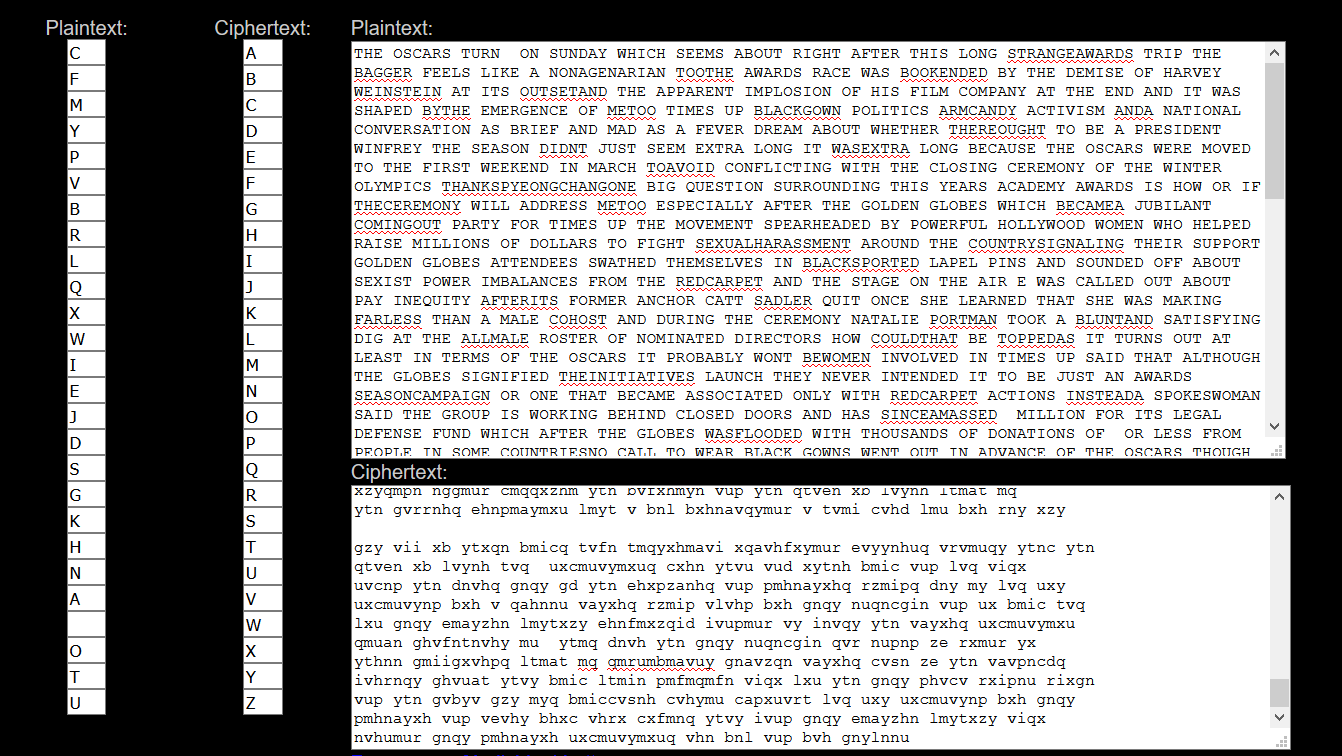 Plaintext:
Ciphertext:
C A
F B
M C
Y D
P E
V F
B G
R H
L I
Q J
X K
W L
I M
E N
J O
D P
S Q
G R
K S
H T
N U
A V
W
O X
T Y
U Z
Plaintext:
THE OSCARS TURN  ON SUNDAY WHICH SEEMS ABOUT RIGHT AFTER THIS LONG STRANGEAWARDS TRIP THE
BAGGER FEELS LIKE A NONAGENARIAN TOOTHE AWARDS RACE WAS BOOKENDED BY THE DEMISE OF HARVEY
WEINSTEIN AT ITS OUTSETAND THE APPARENT IMPLOSION OF HIS FILM COMPANY AT THE END AND IT WAS
SHAPED BYTHE EMERGENCE OF METOO TIMES UP BLACKGOWN POLITICS ARMCANDY ACTIVISM ANDA NATIONAL
CONVERSATION AS BRIEF AND MAD AS A FEVER DREAM ABOUT WHETHER THEREOUGHT TO BE A PRESIDENT
WINFREY THE SEASON DIDNT JUST SEEM EXTRA LONG IT WASEXTRA LONG BECAUSE THE OSCARS WERE MOVED
TO THE FIRST WEEKEND IN MARCH TOAVOID CONFLICTING WITH THE CLOSING CEREMONY OF THE WINTER
OLYMPICS THANKSPYEONGCHANGONE BIG QUESTION SURROUNDING THIS YEARS ACADEMY AWARDS IS HOW OR IF
THECEREMONY WILL ADDRESS METOO ESPECIALLY AFTER THE GOLDEN GLOBES WHICH BECAMEA JUBILANT
COMINGOUT PARTY FOR TIMES UP THE MOVEMENT SPEARHEADED BY POWERFUL HOLLYWOOD WOMEN WHO HELPED
RAISE MILLIONS OF DOLLARS TO FIGHT SEXUALHARASSMENT AROUND THE COUNTRYSIGNALING THEIR SUPPORT
GOLDEN GLOBES ATTENDEES SWATHED THEMSELVES IN BLACKSPORTED LAPEL PINS AND SOUNDED OFF ABOUT
SEXIST POWER IMBALANCES FROM THE REDCARPET AND THE STAGE ON THE AIR E WAS CALLED OUT ABOUT
PAY INEQUITY AFTERITS FORMER ANCHOR CATT SADLER QUIT ONCE SHE LEARNED THAT SHE WAS MAKING
FARLESS THAN A MALE COHOST AND DURING THE CEREMONY NATALIE PORTMAN TOOK A BLUNTAND SATISFYING
DIG AT THE ALLMALE ROSTER OF NOMINATED DIRECTORS HOW COULDTHAT BE TOPPEDAS IT TURNS OUT AT
LEAST IN TERMS OF THE OSCARS IT PROBABLY WONT BEWOMEN INVOLVED IN TIMES UP SAID THAT ALTHOUGH
THE GLOBES SIGNIFIED THEINITIATIVES LAUNCH THEY NEVER INTENDED IT TO BE JUST AN AWARDS
SEASONCAMPAIGN OR ONE THAT BECAME ASSOCIATED ONLY WITH REDCARPET ACTIONS INSTEADA SPOKESWOMAN
SAID THE GROUP IS WORKING BEHIND CLOSED DOORS AND HAS SINCEAMASSED  MILLION FOR ITS LEGAL
DEFENSE FUND WHICH AFTER THE GLOBES WASFLOODED WITH THOUSANDS OF DONATIONS OF  OR LESS FROM
PEOPLE IN SOME COUNTRIESNO CALL TO WEAR BLACK GOWNS WENT OUT IN ADVANCE OF THE OSCARS THOUGH
Ciphertext:
xzyqmpn nggmur cmqqxzhm ytn bvfxhmyn vup ytn qtven xb lvynh ltmat mq
ytn gvrrnhq ehnpmaymxu lmyt v bnl bxhnavqymur v tvmi cvhd lmu bxh rny xzy
gzy vii xb ytxqn bmicq tvfn tmqyxhmavi xqavhfxymur evyynhuq vrvmuqy ytnc ytn
qtven xb lvynh tvq  uxcmuvymxuq cxhn ytvu vud xytnh bmic vup lvq viqx
uvcnp ytn dnvhq gnqy gd ytn ehxpzanhq vup pmhnayxhq rzmipq dny my lvq uxy
uxcmuvynp bxh v qahnnu vayxhq rzmip vlvhp bxh gnqy nuqncgin vup ux bmic tvq
lxu gnqy emayzhn lmytxzy ehnfmxzqid ivupmur vy invqy ytn vayxhq uxcmuvymxu
qmuan ghvfntnvhy mu  ytmq dnvh ytn gnqy nuqncgin qvr nupnp ze rxmur yx
ythnn gmiigxvhpq ltmat mq qmrumbmavuy gnavzqn vayxhq cvsn ze ytn vavpncdq
ivhrnqy ghvuat ytvy bmic ltmin pmfmqmfn viqx lxu ytn gnqy phvcv rxipnu rixgn
vup ytn gvbyv gzy myq bmiccvsnh cvhymu capxuvrt lvq uxy uxcmuvynp bxh gnqy
pmhnayxh vup vevhy bhxc vhrx cxfmnq ytvy ivup gnqy emayzhn lmytxzy viqx
nvhumur gnqy pmhnayxh uxcmuvymxuq vhn bnl vup bvh gnylnnu